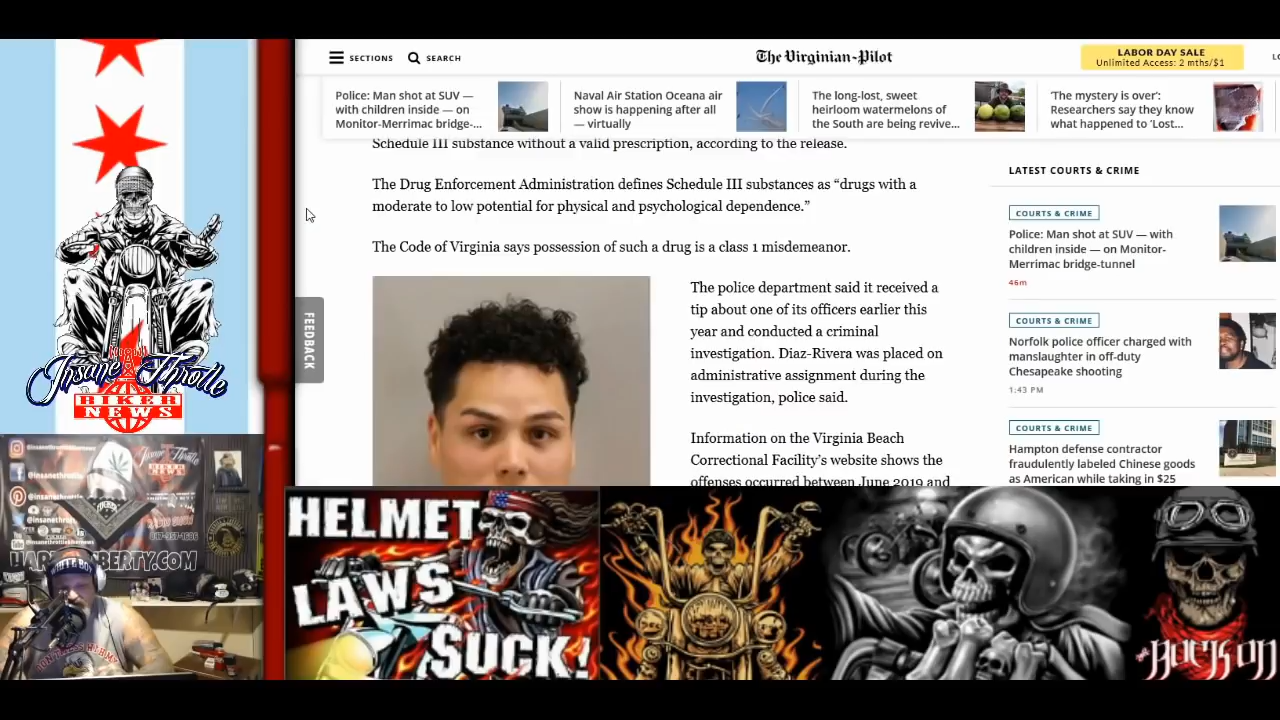 SECTIONS
SEARCH
The Virginian-Pilot
LABOR DAY SALE
Unlimited Access: 2 mths/$1
Police: Man shot at SUV —
with children inside — on
Monitor-Merrimac bridge-...
Naval Air Station Oceana air
show is happening after all
— virtually
The long-lost, sweet
heirloom watermelons of
the South are being revive...
‘The mystery is over’:
Researchers say they know
what happened to ‘Lost...
Schedule III substance without a valid prescription, according to the release.
The Drug Enforcement Administration defines Schedule III substances as “drugs with a
moderate to low potential for physical and psychological dependence.”
The Code of Virginia says possession of such a drug is a class 1 misdemeanor.
The police department said it received a
tip about one of its officers earlier this
year and conducted a criminal
investigation. Diaz-Rivera was placed on
administrative assignment during the
investigation, police said.
Information on the Virginia Beach
Correctional Facility’s website shows the
offenses occurred between June 2019 and
FEEDBACK
LATEST COURTS & CRIME
COURTS & CRIME
Police: Man shot at SUV — with
children inside — on Monitor-
Merrimac bridge-tunnel
46m
COURTS & CRIME
Norfolk police officer charged with
manslaughter in off-duty
Chesapeake shooting
1:43 PM
COURTS & CRIME
Hampton defense contractor
fraudulently labeled Chinese goods
as American while taking in $25
Insane Throttle
BIKER
NEWS
HELMET
LAWS
SUCK!